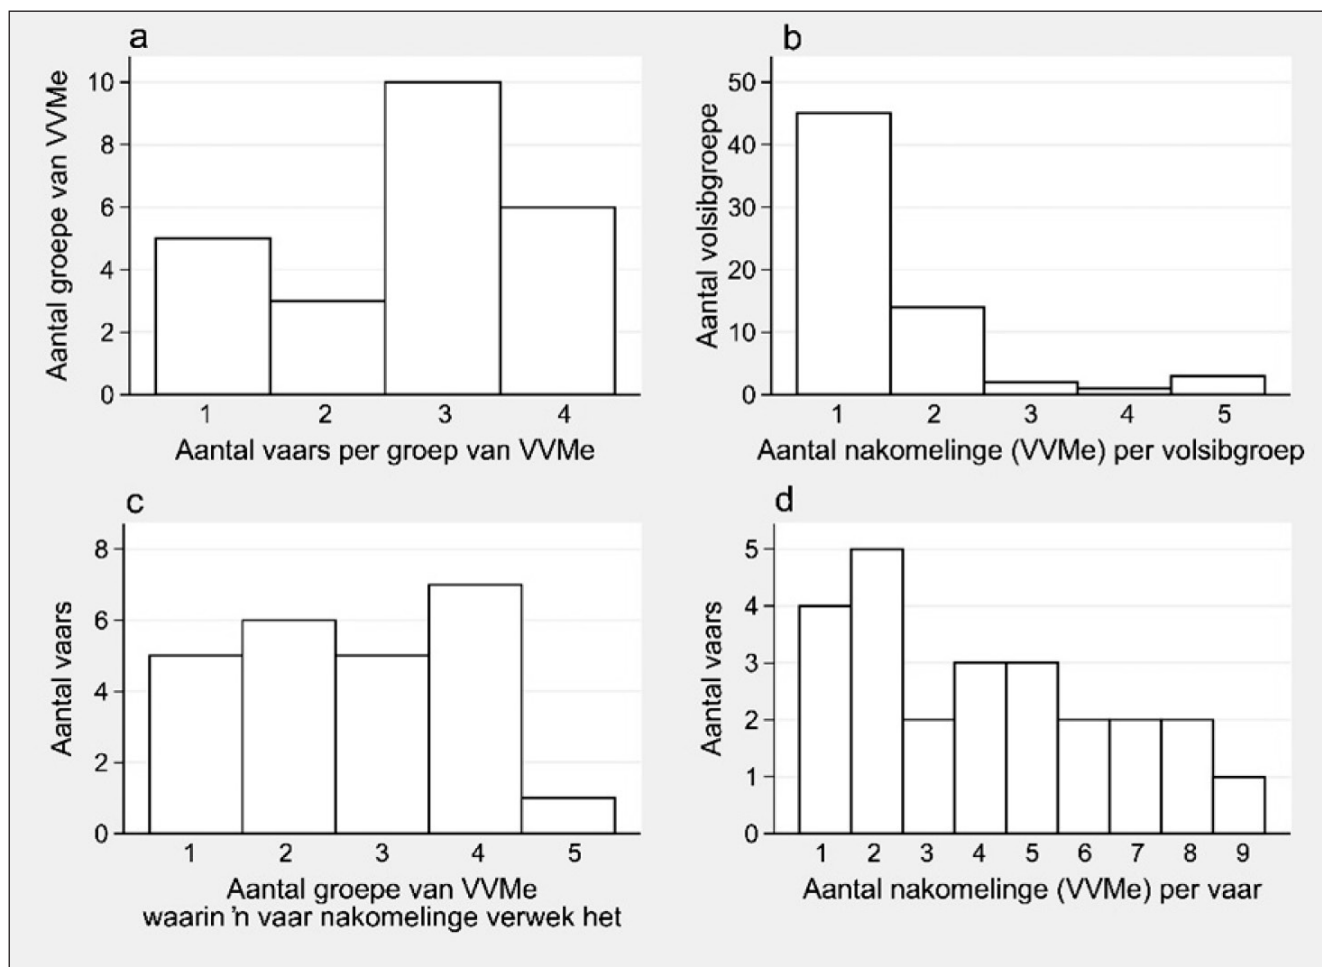 a
Aantal groepe van VVMe
10
8
6
4
2
0
1 2 3 4
Aantal vaars per groep van VVMe
b
Aantal volsibgroepe
50
40
30
20
10
0
1 2 3 4 5
Aantal nakomelinge (VVMe) per volsibgroep
c
Aantal vaars
8
6
4
2
0
1 2 3 4 5
Aantal groepe van VVMe
waarin 'n vaar nakomelinge verwek het
d
Aantal vaars
5
4
3
2
1
0
1 2 3 4 5 6 7 8 9
Aantal nakomelinge (VVMe) per vaar